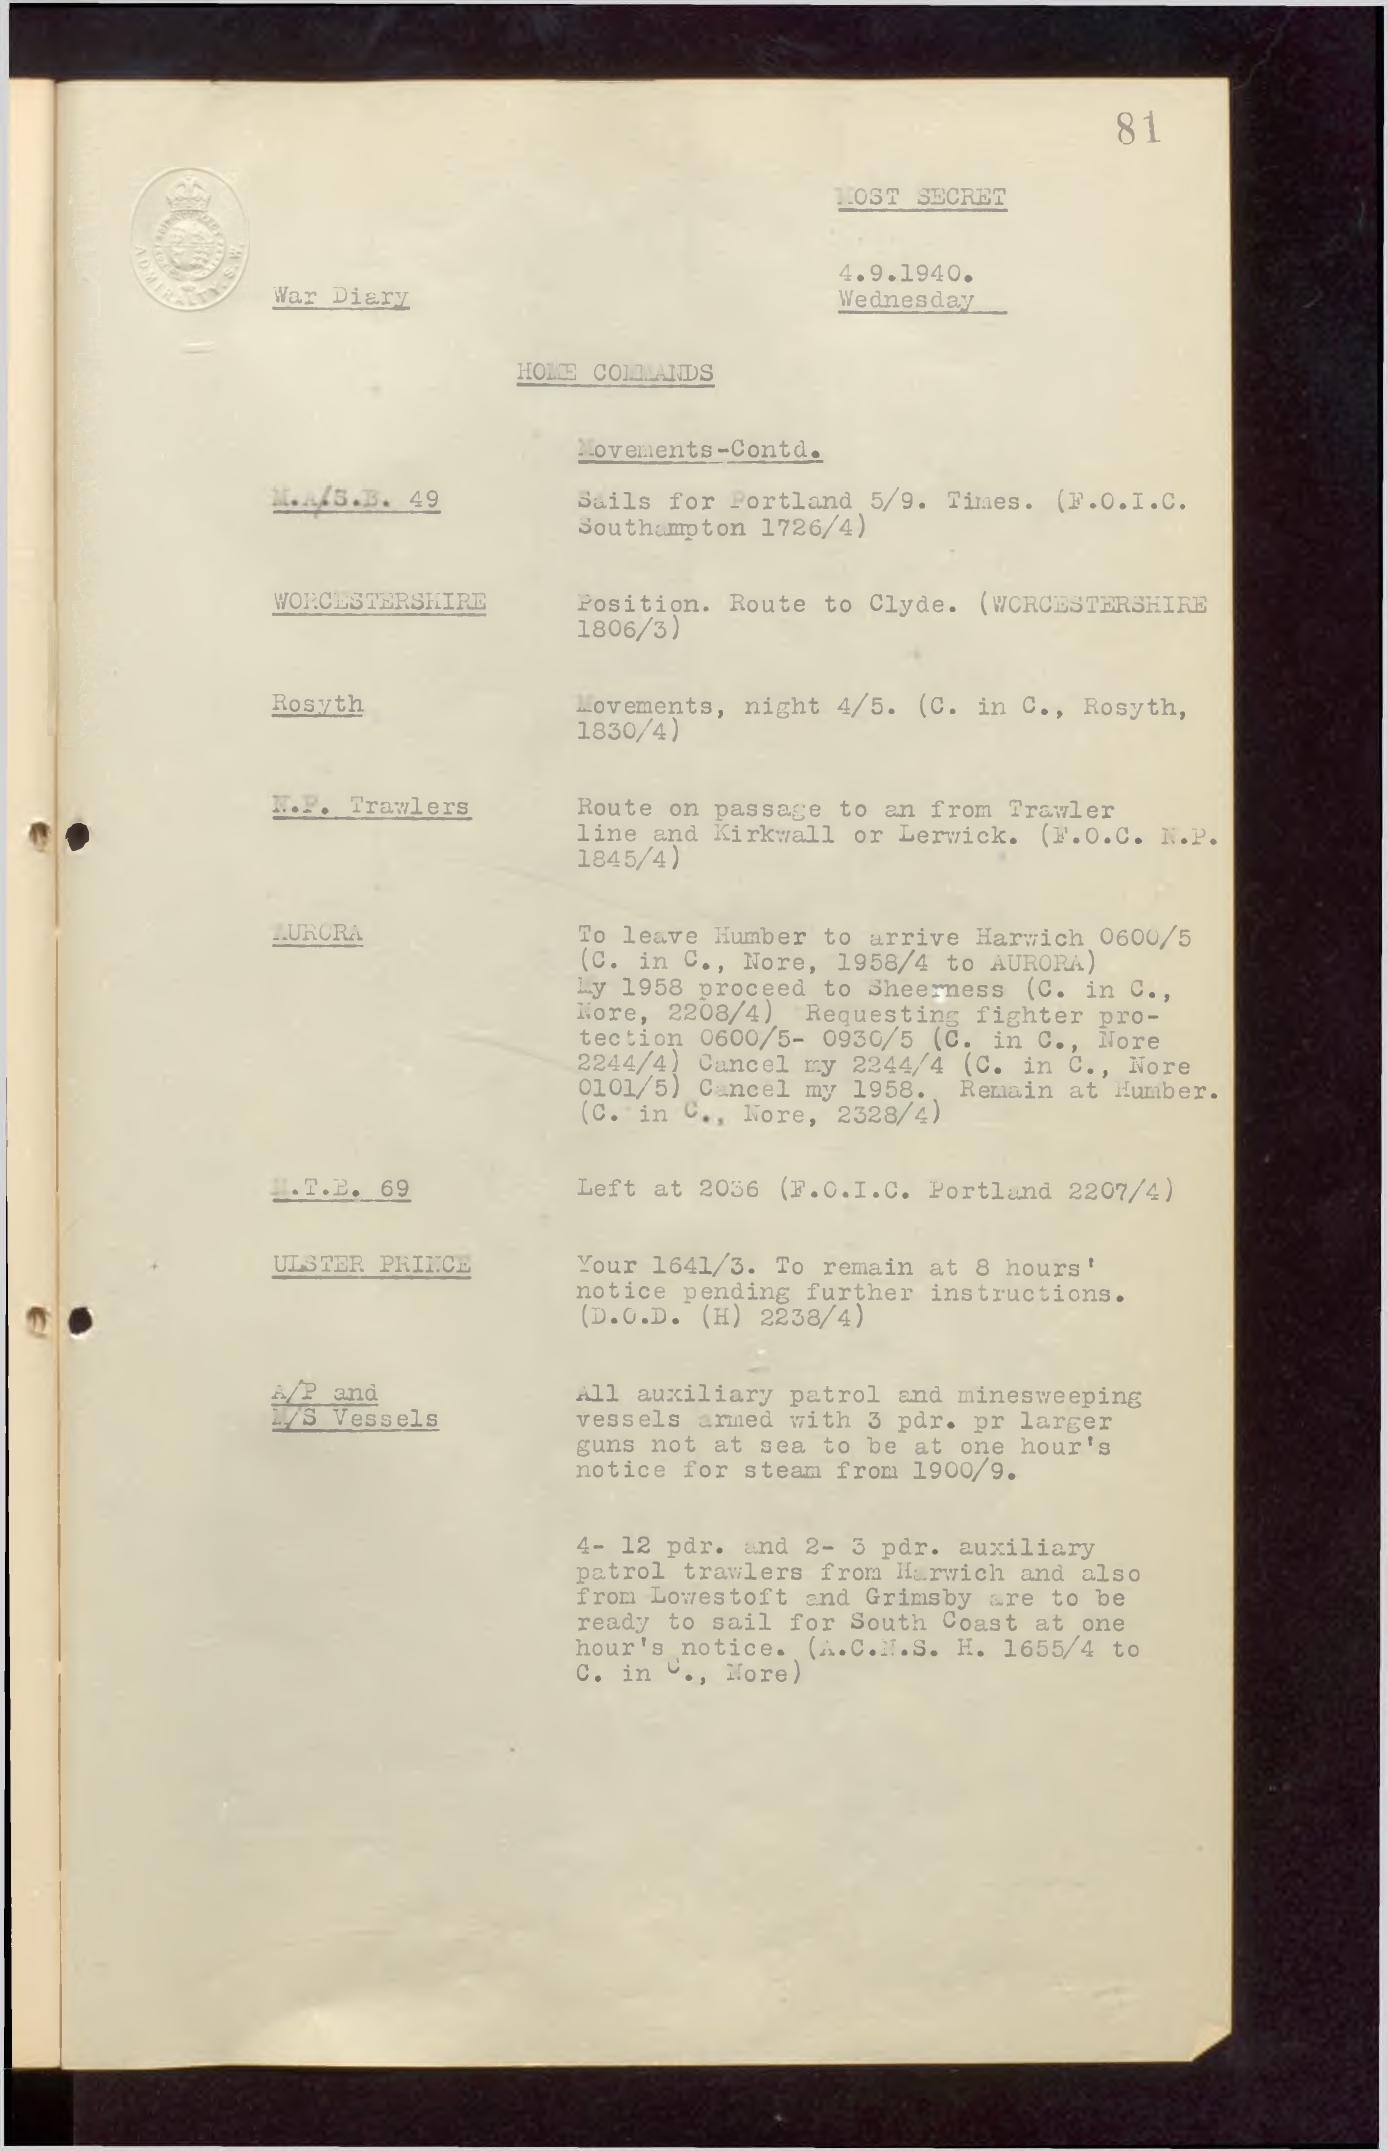 81
MOST SECRET
ADMIRALTY. S.W.
4.9.1940.
War Diary
Wednesday
HOME COMMANDS
Movements-Contd.
M.A/S.B. 49
Sails for Portland 5/9. Times. (F.O.I.C.
Southampton 1726/4)
WORCESTERSHIRE
Position. Route to Clyde. (WORCESTERSHIRE
1806/3)
Rosyth
Movements, night 4/5. (C. in C., Rosyth,
1830/4)
N.P. Trawlers
Route on passage to an from Trawler
line and Kirkwall or Lerwick. (F.O.C. N.P.
1845/4)
AURORA
To leave Humber to arrive Harwich 0600/5
(C. in C., Nore, 1958/4 to AURORA)
My 1958 proceed to Sheerness (C. in C.,
Nore, 2208/4) Requesting fighter pro-
tection 0600/5- 0930/5 (C. in C., Nore
2244/4) Cancel my 2244/4 (C. in C., Nore
0101/5) Cancel my 1958. Remain at Humber.
(C. in C., Nore, 2328/4)
M.T.B. 69
Left at 2036 (F.O.I.C. Portland 2207/4)
ULSTER PRINCE
Your 1641/3. To remain at 8 hours'
notice pending further instructions.
(D.O.D. (H) 2238/4)
A/P and
M/S Vessels
All auxiliary patrol and minesweeping
vessels armed with 3 pdr. pr larger
guns not at sea to be at one hour's
notice for steam from 1900/9.
4- 12 pdr. and 2- 3 pdr. auxiliary
patrol trawlers from Harwich and also
from Lowestoft and Grimsby are to be
ready to sail for South Coast at one
hour's notice. (A.C.N.S. H. 1655/4 to
C. in C., Nore)